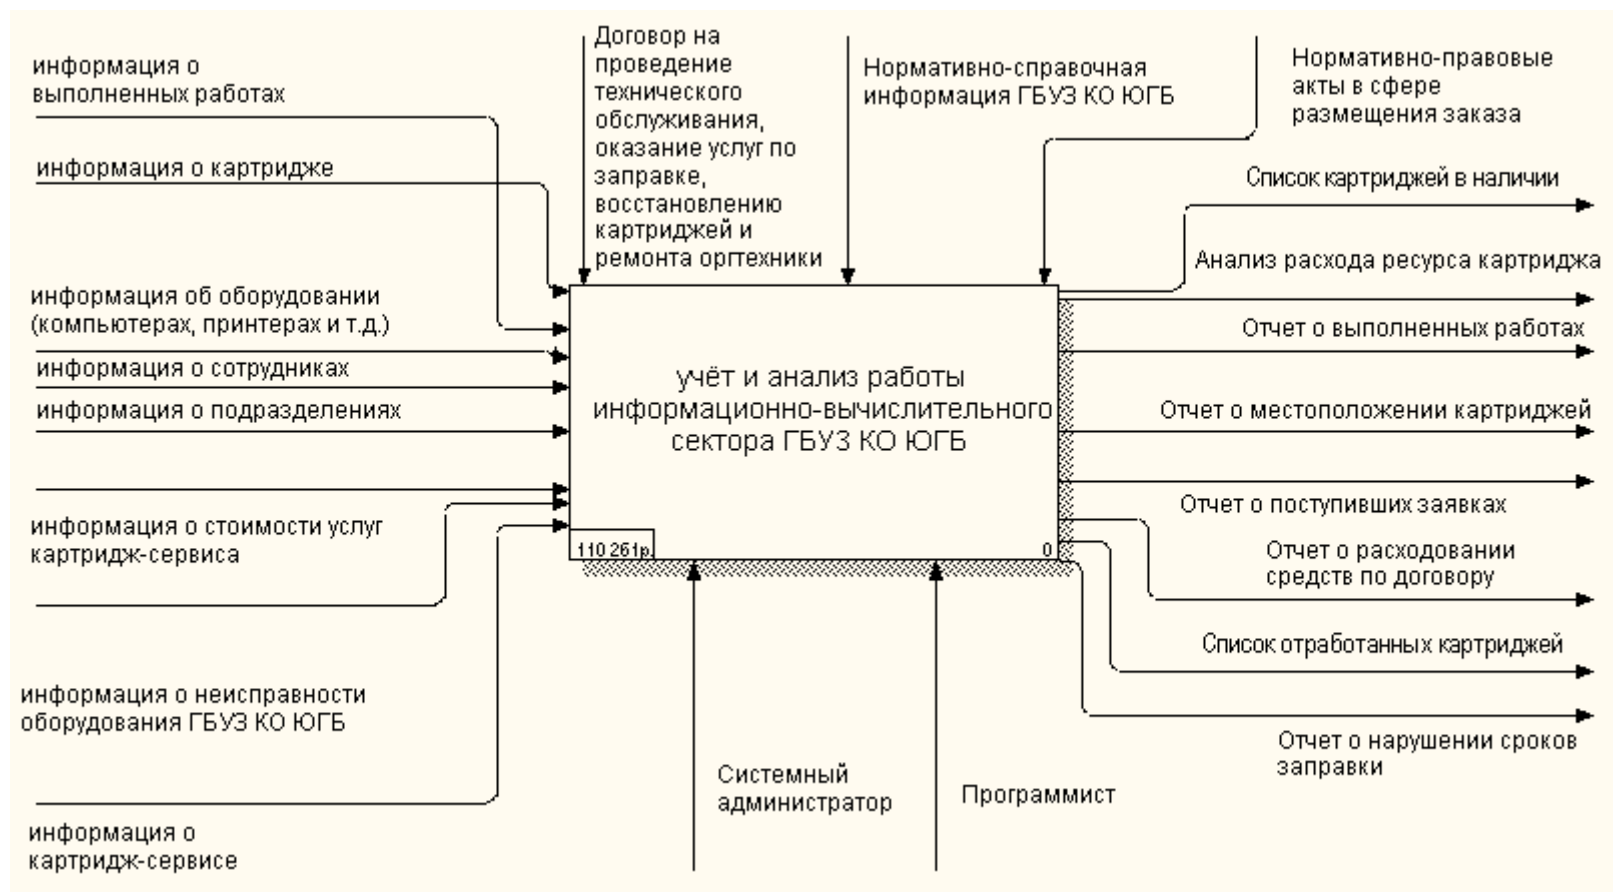 информация о
выполненных работах
информация о картридже
информация об оборудовании
(компьютерах, принтерах и т.д.)
информация о сотрудниках
информация о подразделениях
информация о стоимости услуг
картридж-сервиса
информация о неисправности
оборудования ГБУЗ КО ЮГБ
информация о
картридж-сервисе
Договор на
проведение
технического
обслуживания,
оказание услуг по
заправке,
восстановлению
картриджей и
ремонта оргтехники
Нормативно-справочная
информация ГБУЗ КО ЮГБ
Нормативно-правовые
акты в сфере
размещения заказа
учёт и анализ работы
информационно-вычислительного
сектора ГБУЗ КО ЮГБ
110 261р.
0
Системный
администратор
Программист
Список картриджей в наличии
Анализ расхода ресурса картриджа
Отчет о выполненных работах
Отчет о местоположении картриджей
Отчет о поступивших заявках
Отчет о расходовании
средств по договору
Список отработанных картриджей
Отчет о нарушении сроков
заправки